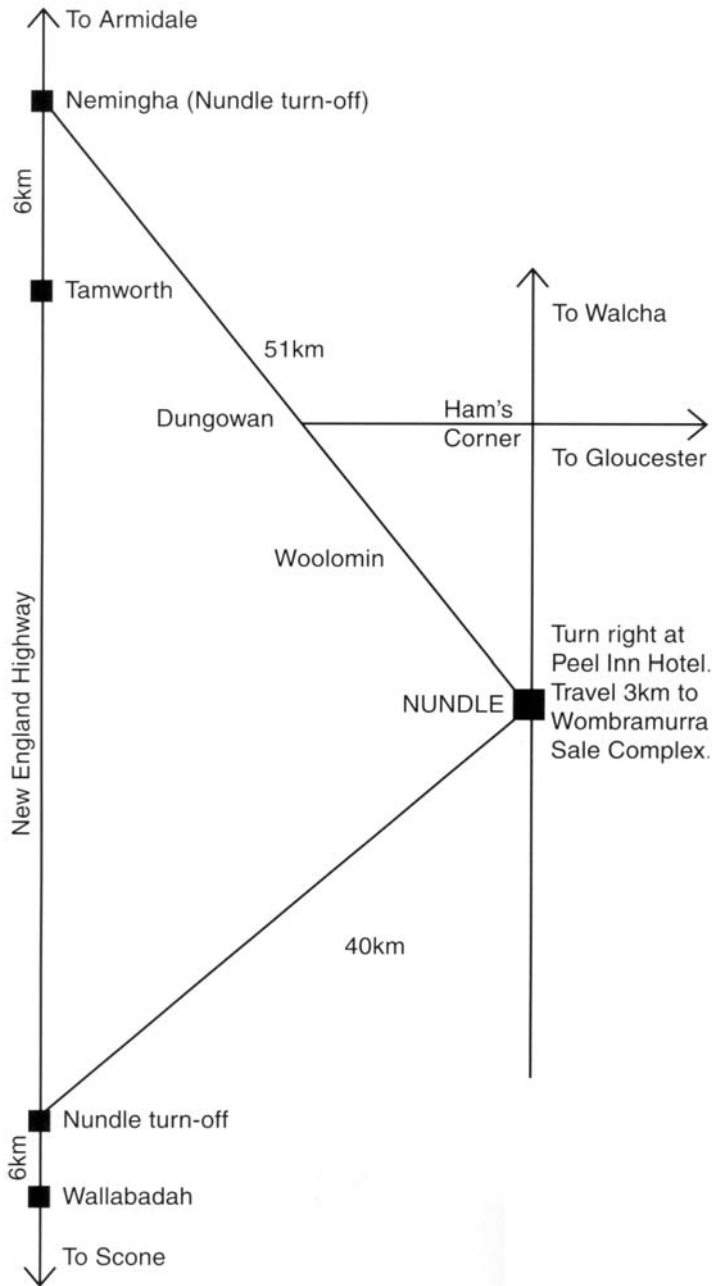 To Armidale
Nemingha (Nundle turn-off)
6km
Tamworth
To Walcha
51km
Dungowan
Ham's
Corner
To Gloucester
Woolomin
New England Highway
NUNDLE
Turn right at
Peel Inn Hotel.
Travel 3km to
Wombramurra
Sale Complex.
40km
Nundle turn-off
6km
Wallabadah
To Scone